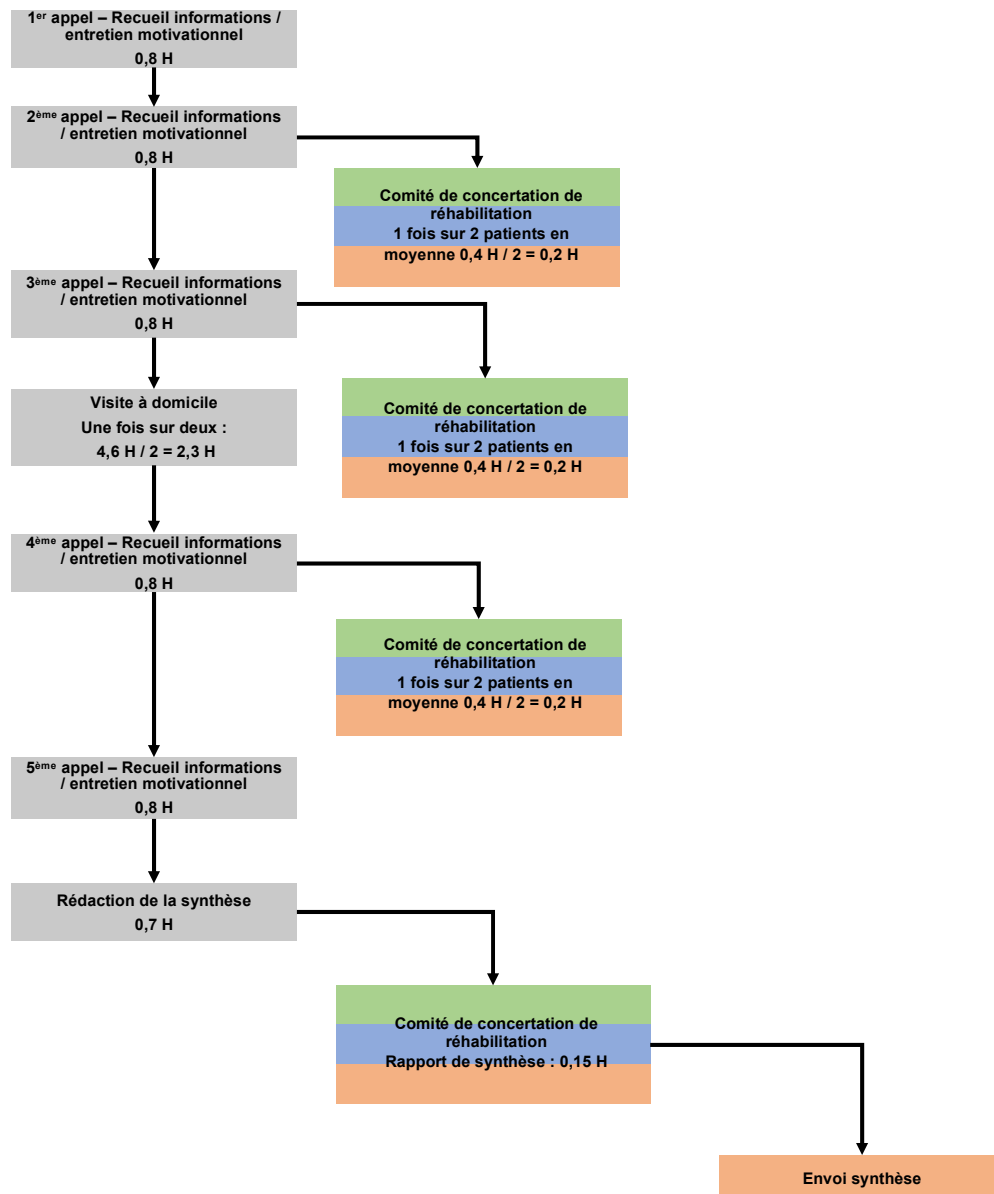 1er appel – Recueil informations /
entretien motivationnel
0,8 H
2ème appel – Recueil informations
/ entretien motivationnel
0,8 H
Comité de concertation de
réhabilitation
1 fois sur 2 patients en
moyenne 0,4 H / 2 = 0,2 H
3ème appel – Recueil informations
/ entretien motivationnel
0,8 H
Visite à domicile
Une fois sur deux :
4,6 H / 2 = 2,3 H
Comité de concertation de
réhabilitation
1 fois sur 2 patients en
moyenne 0,4 H / 2 = 0,2 H
4ème appel – Recueil informations
/ entretien motivationnel
0,8 H
Comité de concertation de
réhabilitation
1 fois sur 2 patients en
moyenne 0,4 H / 2 = 0,2 H
5ème appel – Recueil informations
/ entretien motivationnel
0,8 H
Rédaction de la synthèse
0,7 H
Comité de concertation de
réhabilitation
Rapport de synthèse : 0,15 H
Envoi synthèse